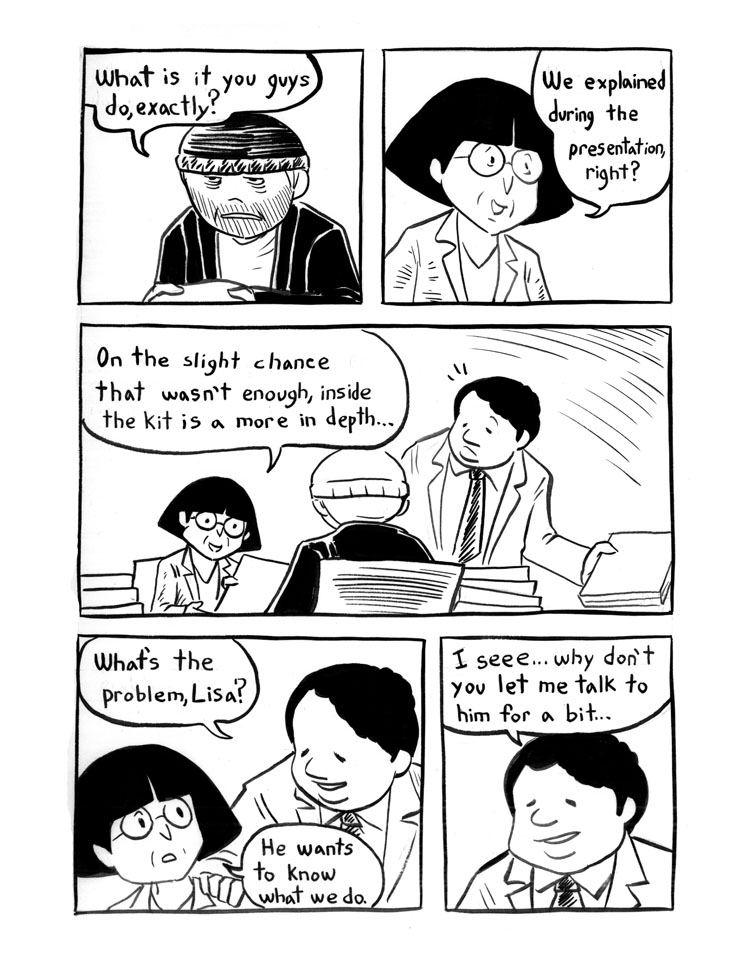 What is it you guys
do, exactly?
We explained
during the
presentation,
right?
On the slight chance
that wasn't enough, inside
the kit is a more in depth...
What's the
problem, Lisa?
He wants
to know
what we do.
I seee... why don't
you let me talk to
him for a bit...